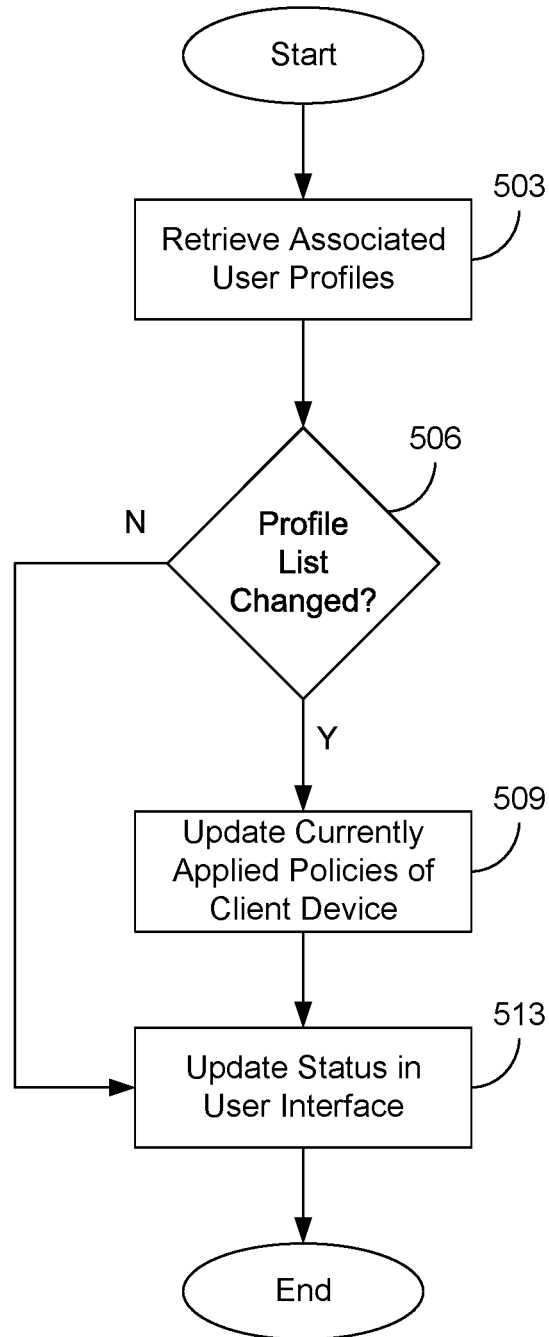 Start
503
Retrieve Associated
User Profiles
506
N
Profile
List
Changed?
Y
509
Update Currently
Applied Policies of
Client Device
513
Update Status in
User Interface
End